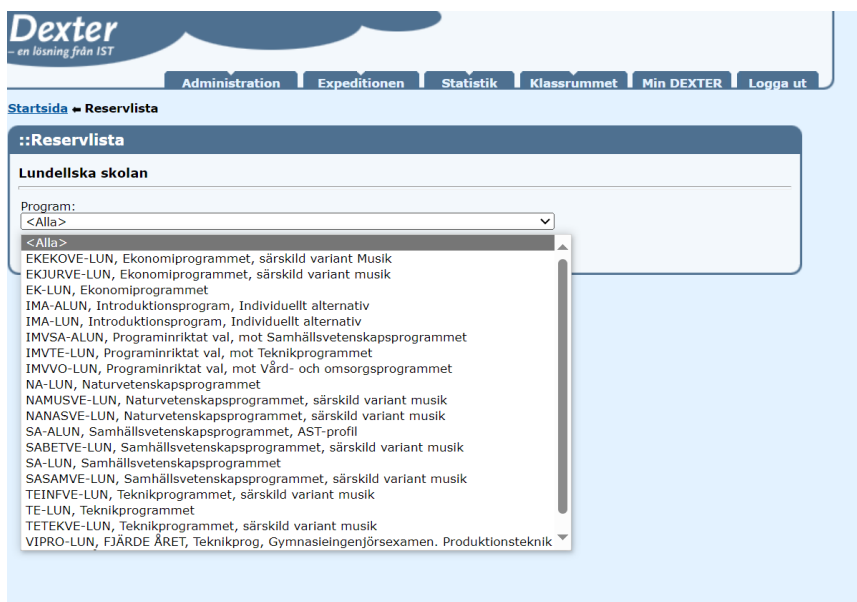 Dexter
– en lösning från IST
Administration Expeditionen Statistik Klassrummet Min DEXTER Logga ut
Startsida ⬅ Reservlista
::Reservlista
Lundellska skolan
Program:
<Alla>
<Alla>
EKEKOVE-LUN, Ekonomiprogrammet, särskild variant Musik
EKJURVE-LUN, Ekonomiprogrammet, särskild variant musik
EK-LUN, Ekonomiprogrammet
IMA-ALUN, Introduktionsprogram, Individuellt alternativ
IMA-LUN, Introduktionsprogram, Individuellt alternativ
IMVSA-ALUN, Programinriktat val, mot Samhällsvetenskapsprogrammet
IMVTE-LUN, Programinriktat val, mot Teknikprogrammet
IMVVO-LUN, Programinriktat val, mot Vård- och omsorgsprogrammet
NA-LUN, Naturvetenskapsprogrammet
NAMUSVE-LUN, Naturvetenskapsprogrammet, särskild variant musik
NANASVE-LUN, Naturvetenskapsprogrammet, särskild variant musik
SA-ALUN, Samhällsvetenskapsprogrammet, AST-profil
SABETVE-LUN, Samhällsvetenskapsprogrammet, särskild variant musik
SA-LUN, Samhällsvetenskapsprogrammet
SASAMVE-LUN, Samhällsvetenskapsprogrammet, särskild variant musik
TEINFVE-LUN, Teknikprogrammet, särskild variant musik
TE-LUN, Teknikprogrammet
TETEKVE-LUN, Teknikprogrammet, särskild variant musik
VIPRO-LUN, FJÄRDE ÅRET, Teknikprog, Gymnasieingenjörsexamen. Produktionsteknik